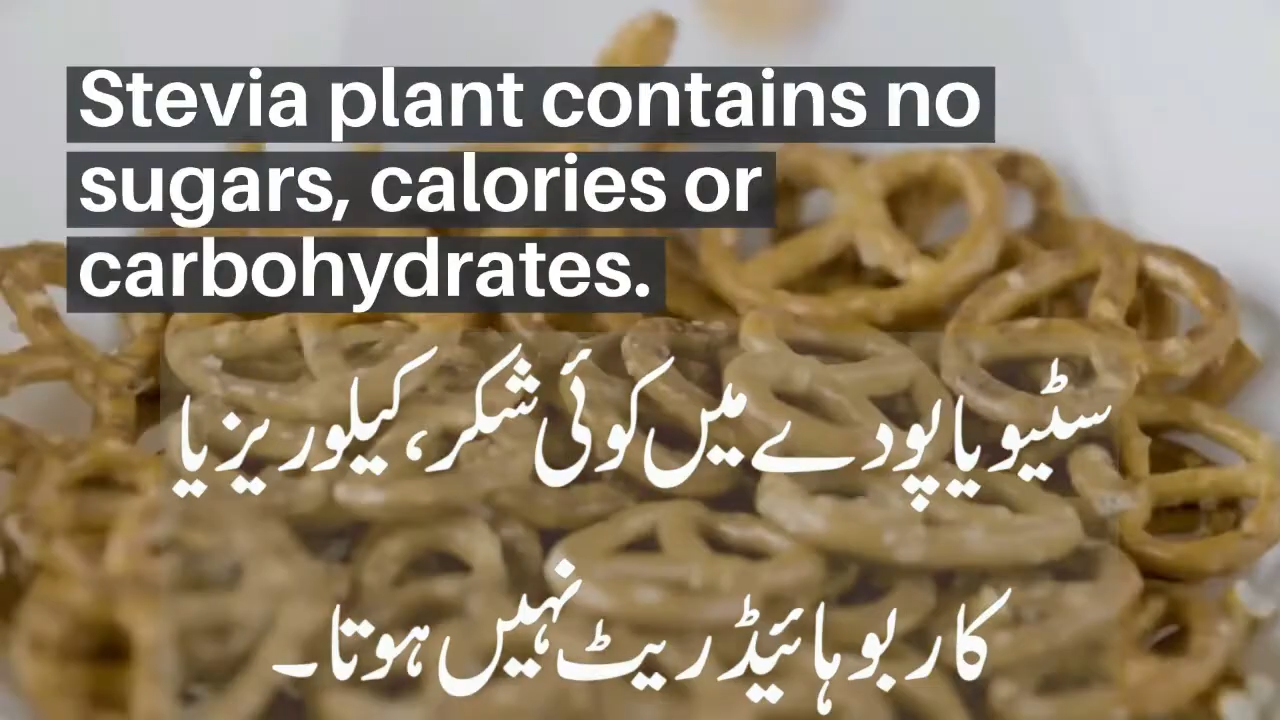 Stevia plant contains no
sugars, calories or
carbohydrates.
سٹیویا پودے میں کوئی شکر، کیلوریز یا
کاربوہائیڈریٹ نہیں ہوتا۔